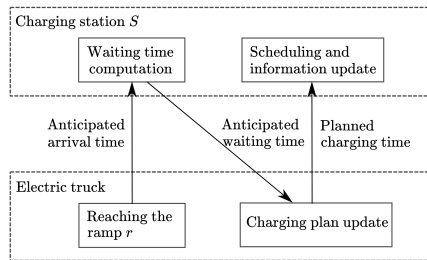 Charging station S
Waiting time
computation
Scheduling and
information update
Anticipated
arrival time
Anticipated
waiting time
Planned
charging time
Electric truck
Reaching the
ramp r
Charging plan update